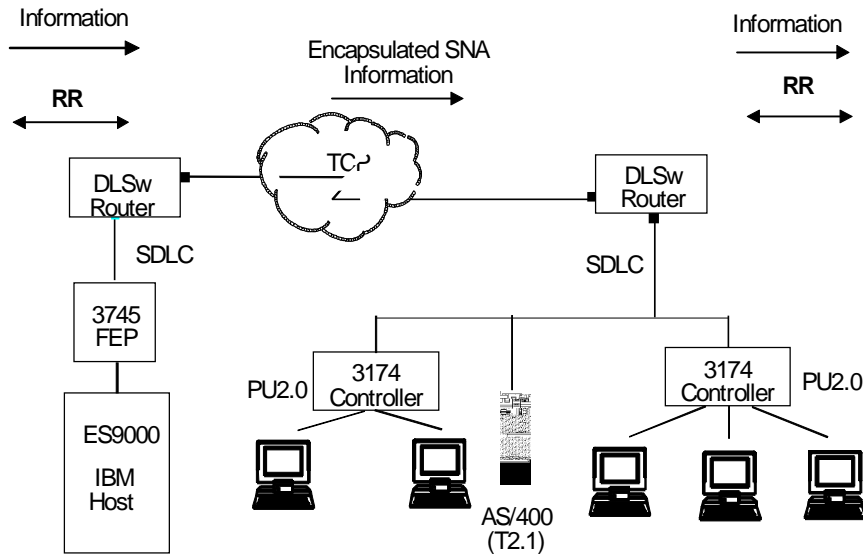 Information
Encapsulated SNA
Information
Information
RR
RR
TCP
DLSw
Router
DLSw
Router
SDLC
SDLC
3745
FEP
3174
Controller
3174
Controller
PU2.0
PU2.0
ES9000
IBM
Host
AS/400
(T2.1)